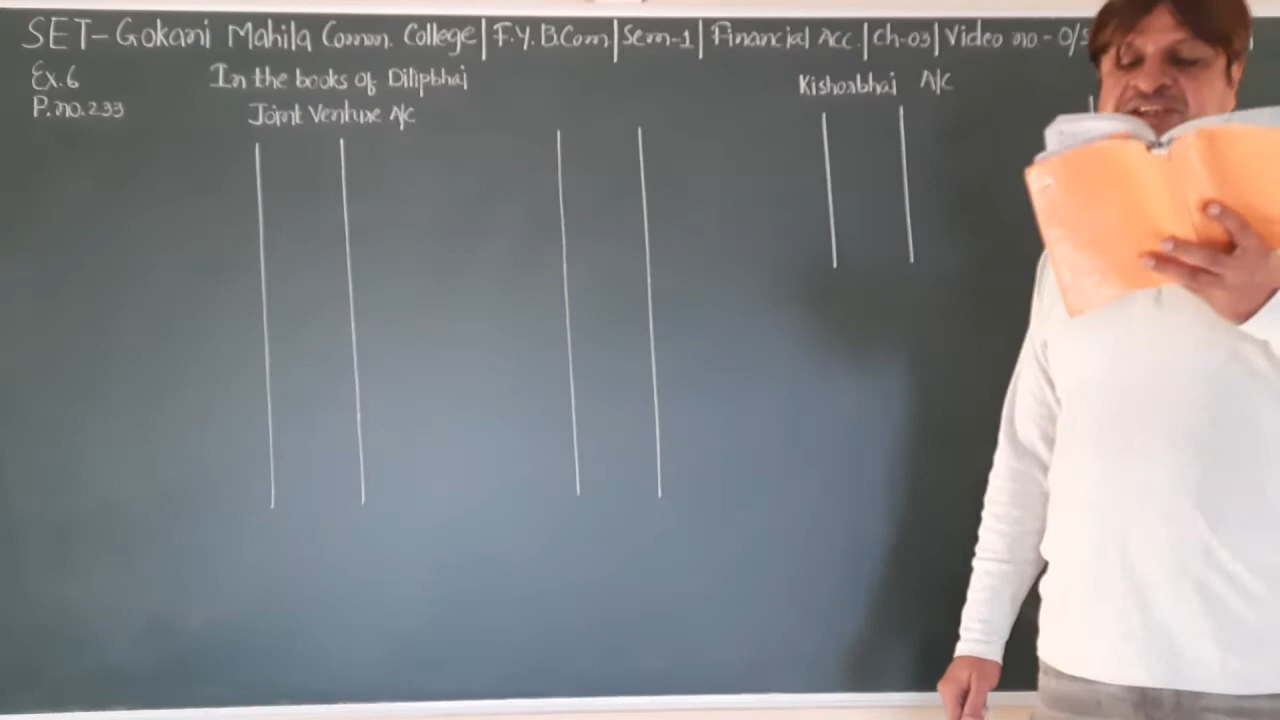 SET-Gokani Mahila Comm. College | F.Y. B.Com | Sem-1 | Financial Acc. | Ch-03 | Video no.-
Ex.6
P.no.233
In the books of Dilipbhai
Joint Venture A/c
Kishorbhai A/c